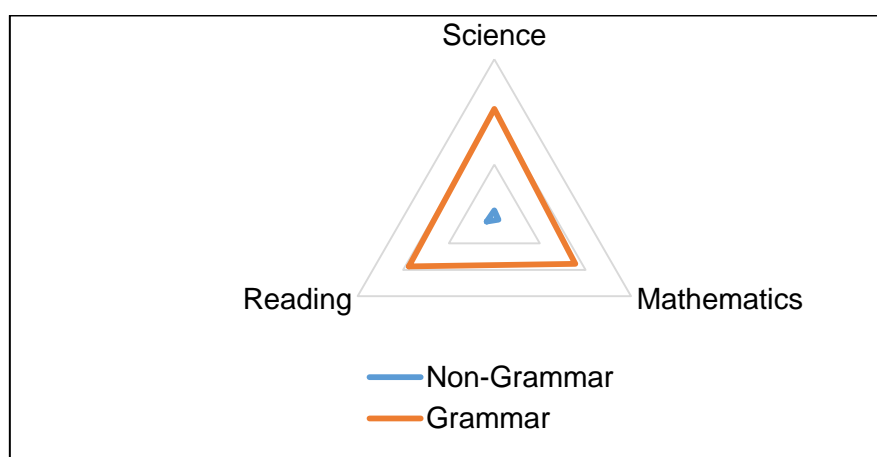 Science
Reading
Mathematics
Non-Grammar
Grammar